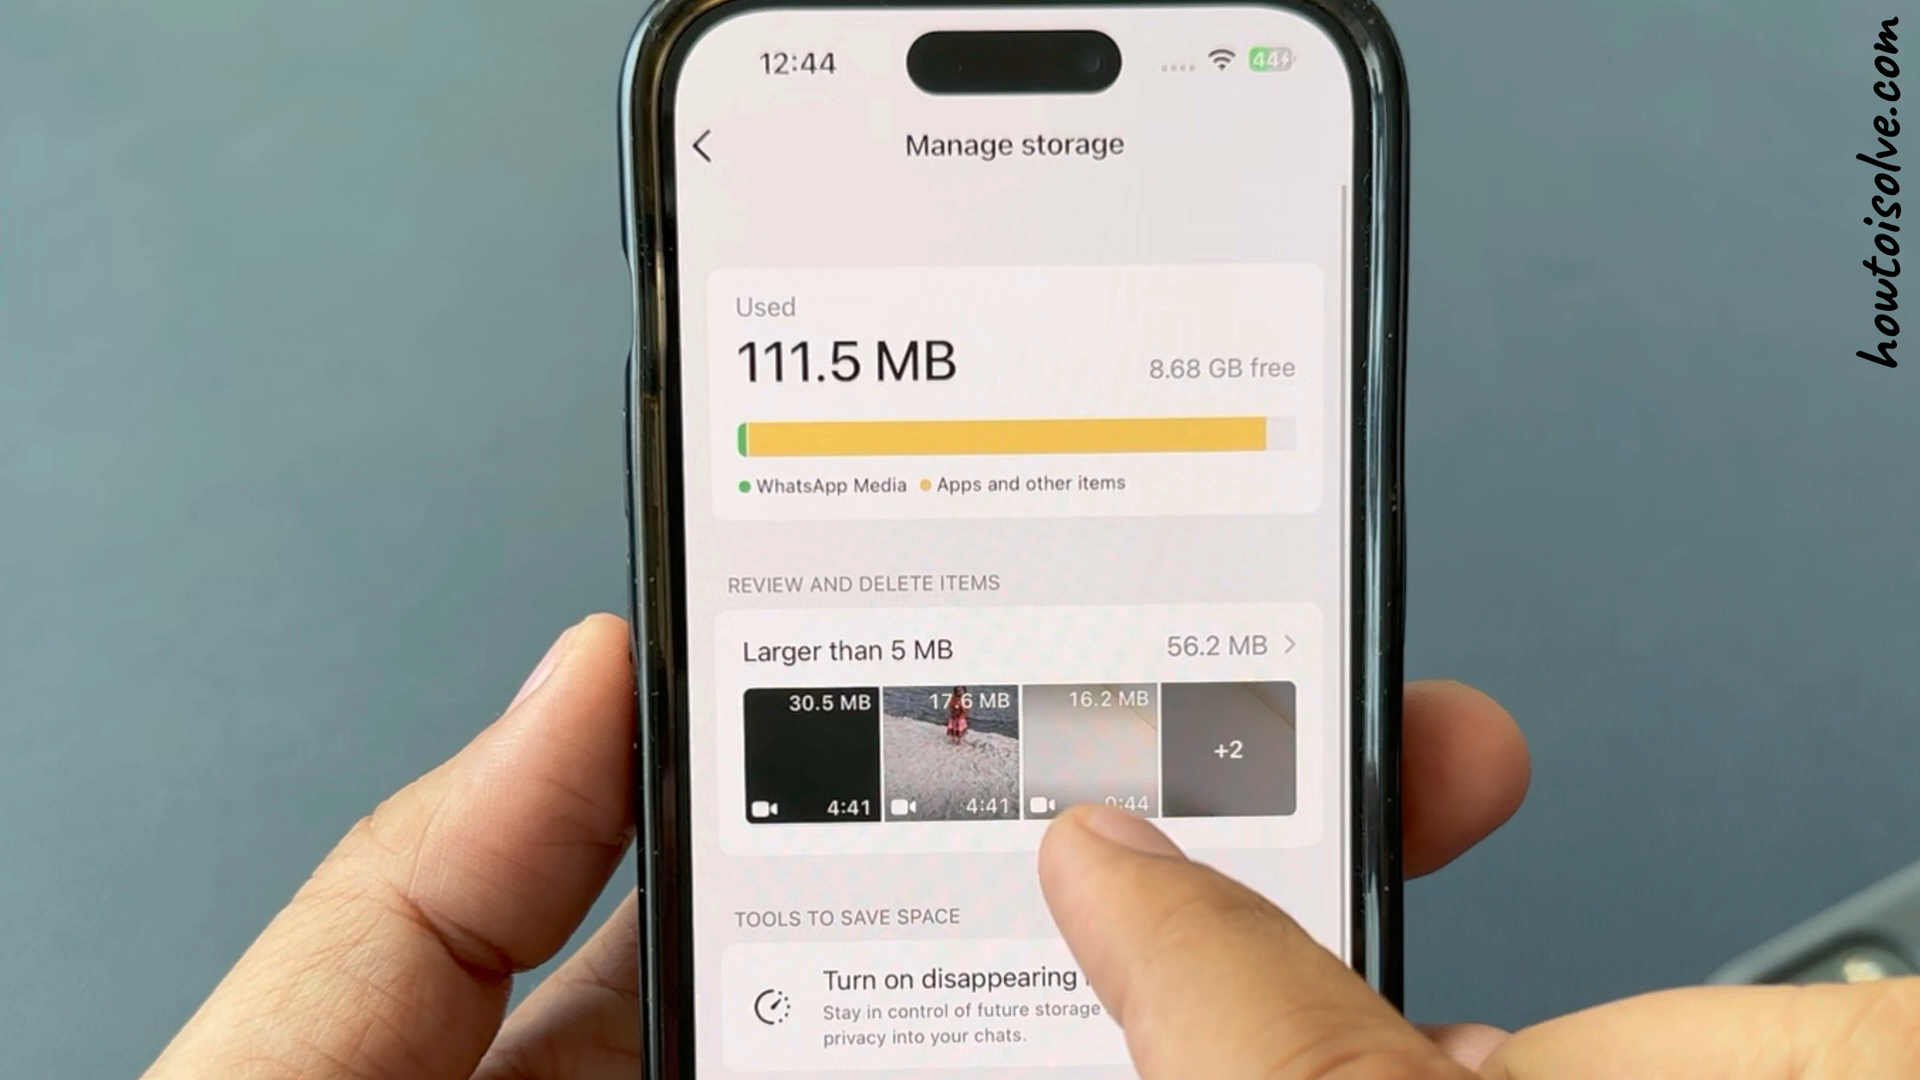 12:44
44
Manage storage
Used
111.5 MB
8.68 GB free
WhatsApp Media
Apps and other items
REVIEW AND DELETE ITEMS
Larger than 5 MB
56.2 MB
30.5 MB
17.6 MB
16.2 MB
+2
4:41
4:41
0:44
TOOLS TO SAVE SPACE
Turn on disappearing
Stay in control of future storage
privacy into your chats.
howtoisolve.com